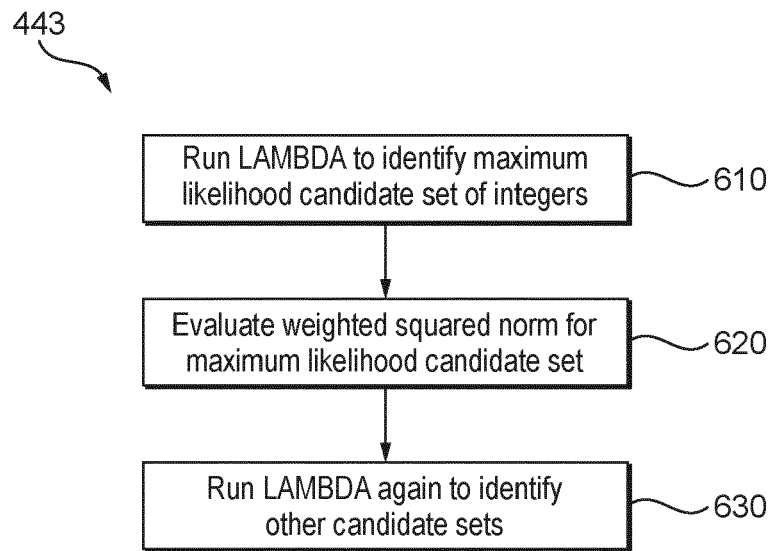 443
Run LAMBDA to identify maximum
likelihood candidate set of integers
610
Evaluate weighted squared norm for
maximum likelihood candidate set
620
Run LAMBDA again to identify
other candidate sets
630